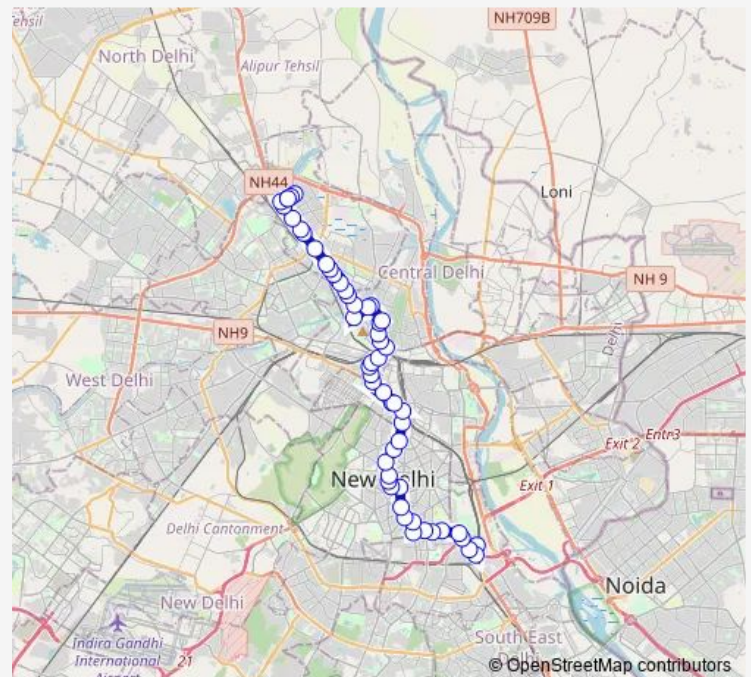 NH709B
Tehsil
North Delhi
Alipur Tehsil
NH44
Loni
Central Delhi
NH 9
NH9
Delhi
West Delhi
Exit 2
Entr3
New Delhi
Exit 1
Delhi Cantonment
Noida
New Delhi
South East
Delhi
Indira Gandhi
International
Airport
21
© OpenStreetMap contributors